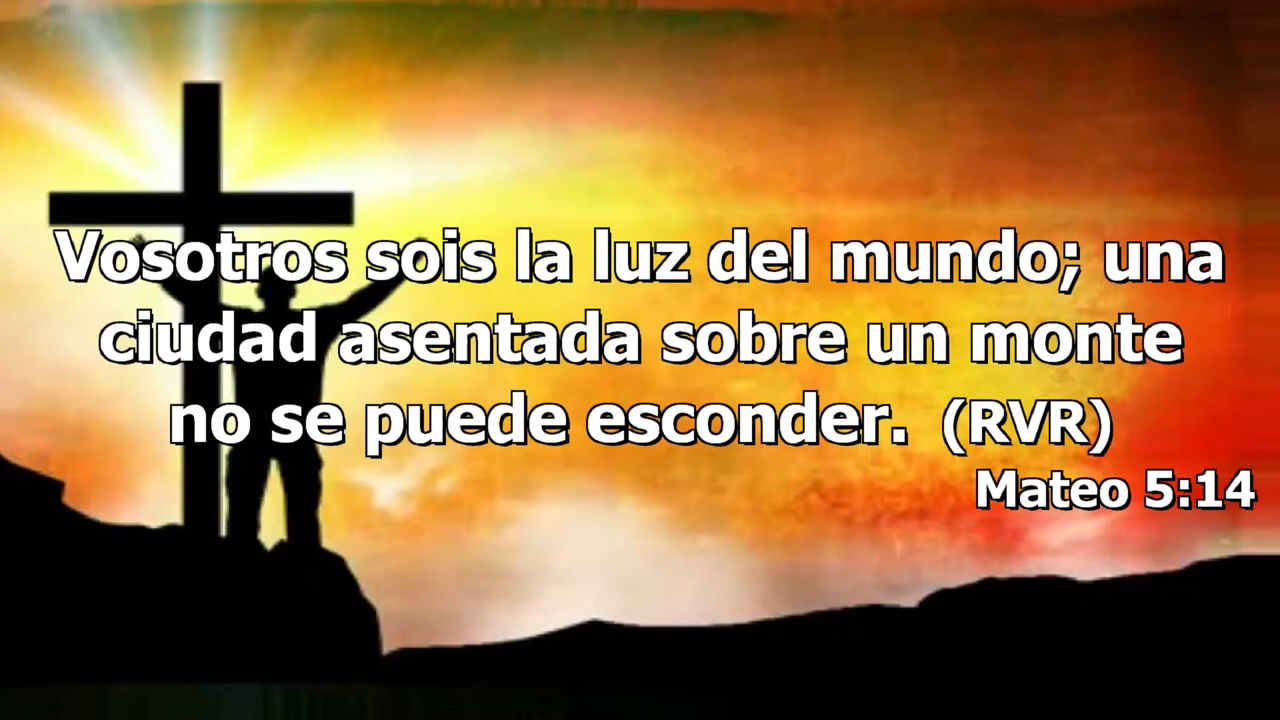 Vosotros sois la luz del mundo; una
ciudad asentada sobre un monte
no se puede esconder. (RVR)
Mateo 5:14